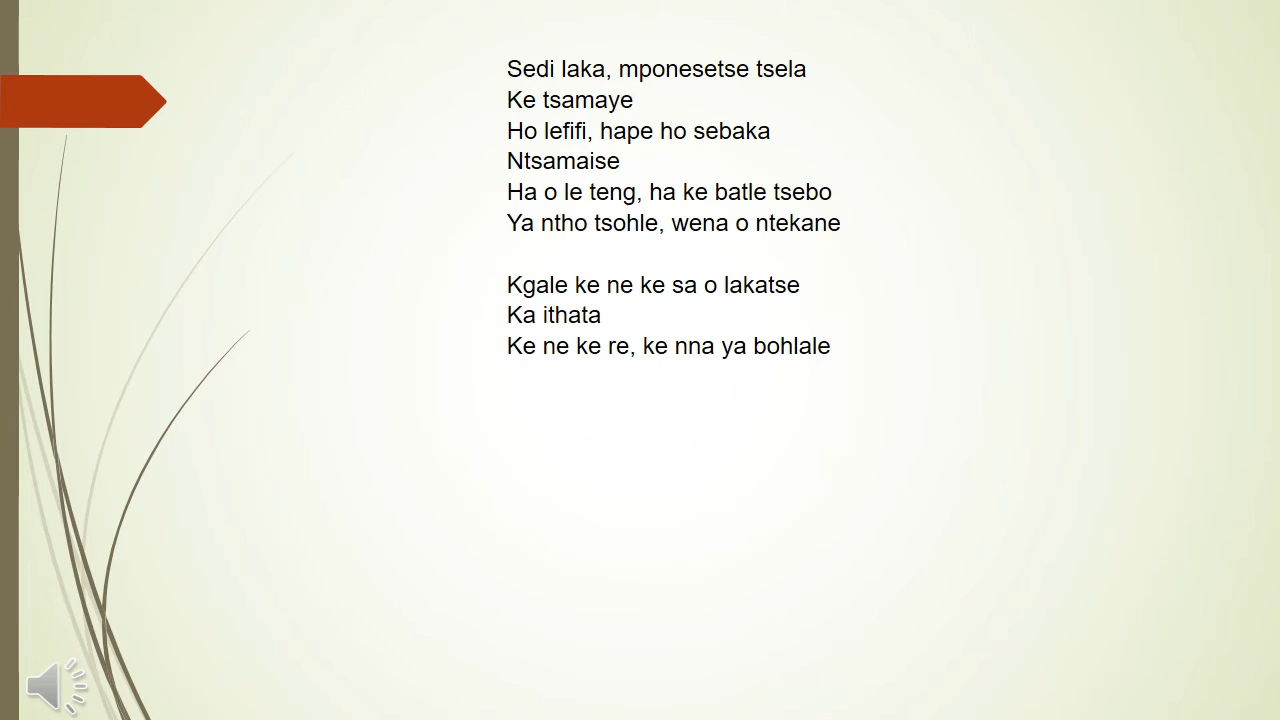 Sedi laka, mponesetse tsela
Ke tsamaye
Ho lefifi, hape ho sebaka
Ntsamaise
Ha o le teng, ha ke batle tsebo
Ya ntho tsohle, wena o ntekane
Kgale ke ne ke sa o lakatse
Ka ithata
Ke ne ke re, ke nna ya bohlale